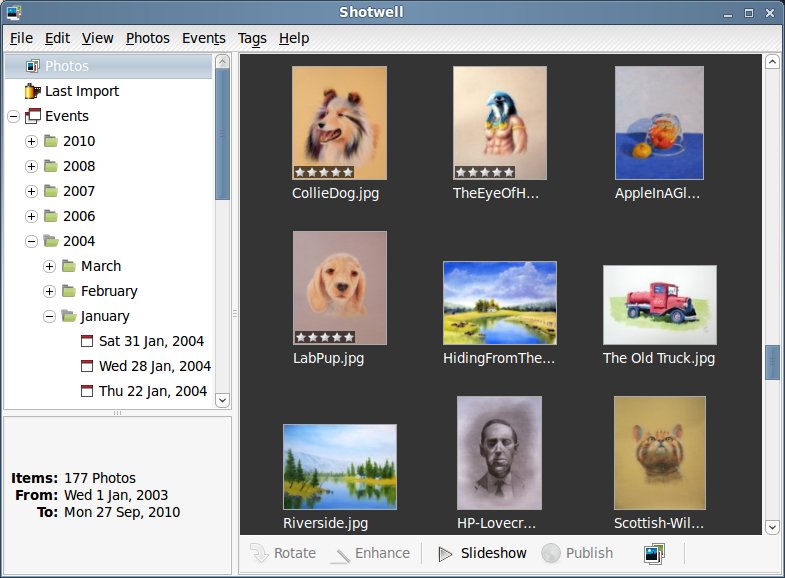 Shotwell
File Edit View Photos Events Tags Help
Photos
Last Import
Events
2010
2008
2007
2006
2004
March
February
January
Sat 31 Jan, 2004
Wed 28 Jan, 2004
Thu 22 Jan, 2004
Items: 177 Photos
From: Wed 1 Jan, 2003
To: Mon 27 Sep, 2010
CollieDog.jpg
TheEyeOfH...
AppleInAGl...
LabPup.jpg
HidingFromThe...
The Old Truck.jpg
Riverside.jpg
HP-Lovecr...
Scottish-Wil...
Rotate Enhance Slideshow Publish